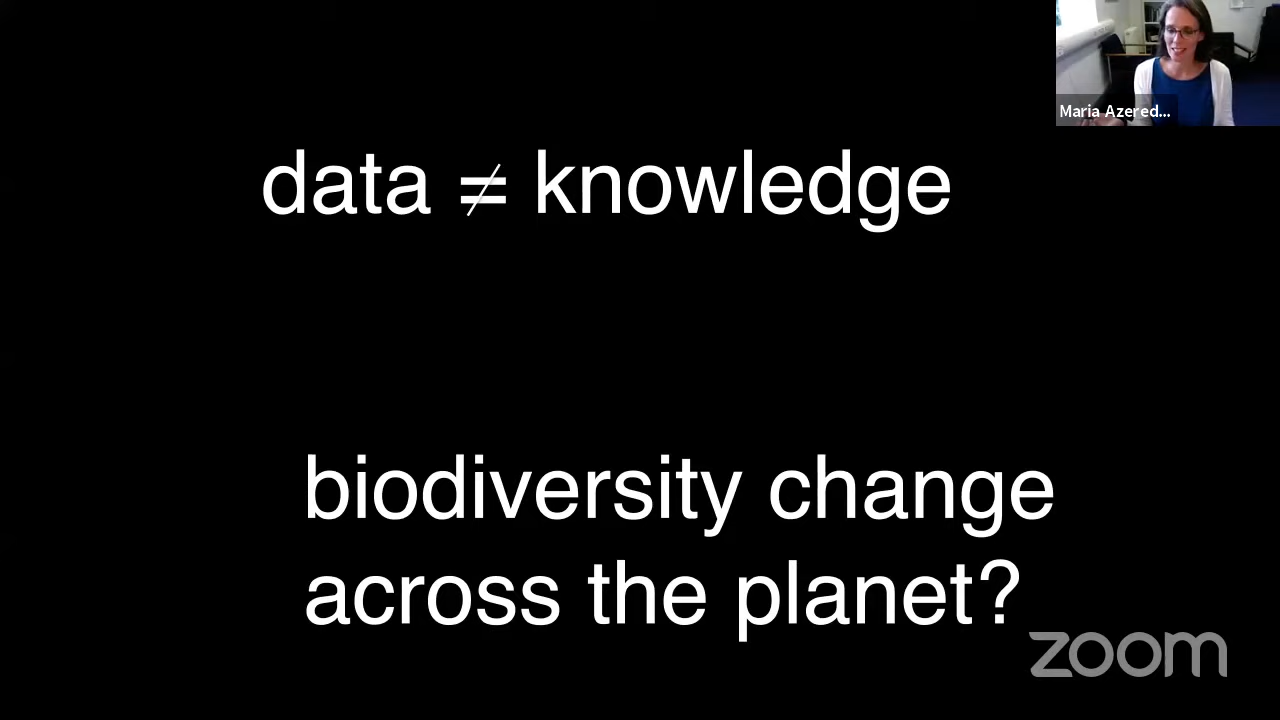 Maria Azered...
data ≠ knowledge
biodiversity change
across the planet?
zoom